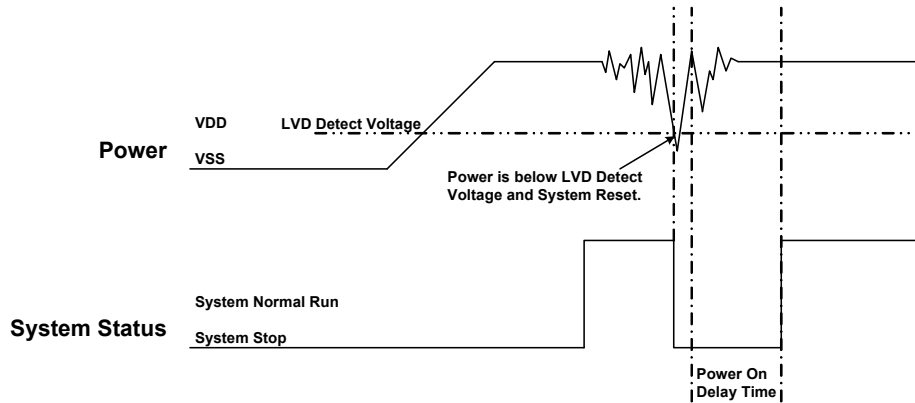 VDD
LVD Detect Voltage
Power
VSS
Power is below LVD Detect
Voltage and System Reset.
System Normal Run
System Status
System Stop
Power On
Delay Time